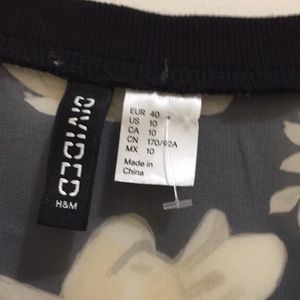 DIVIDED
H&M
EUR 40
US 10
CA 10
CN 170/92A
MX 10
Made in
China